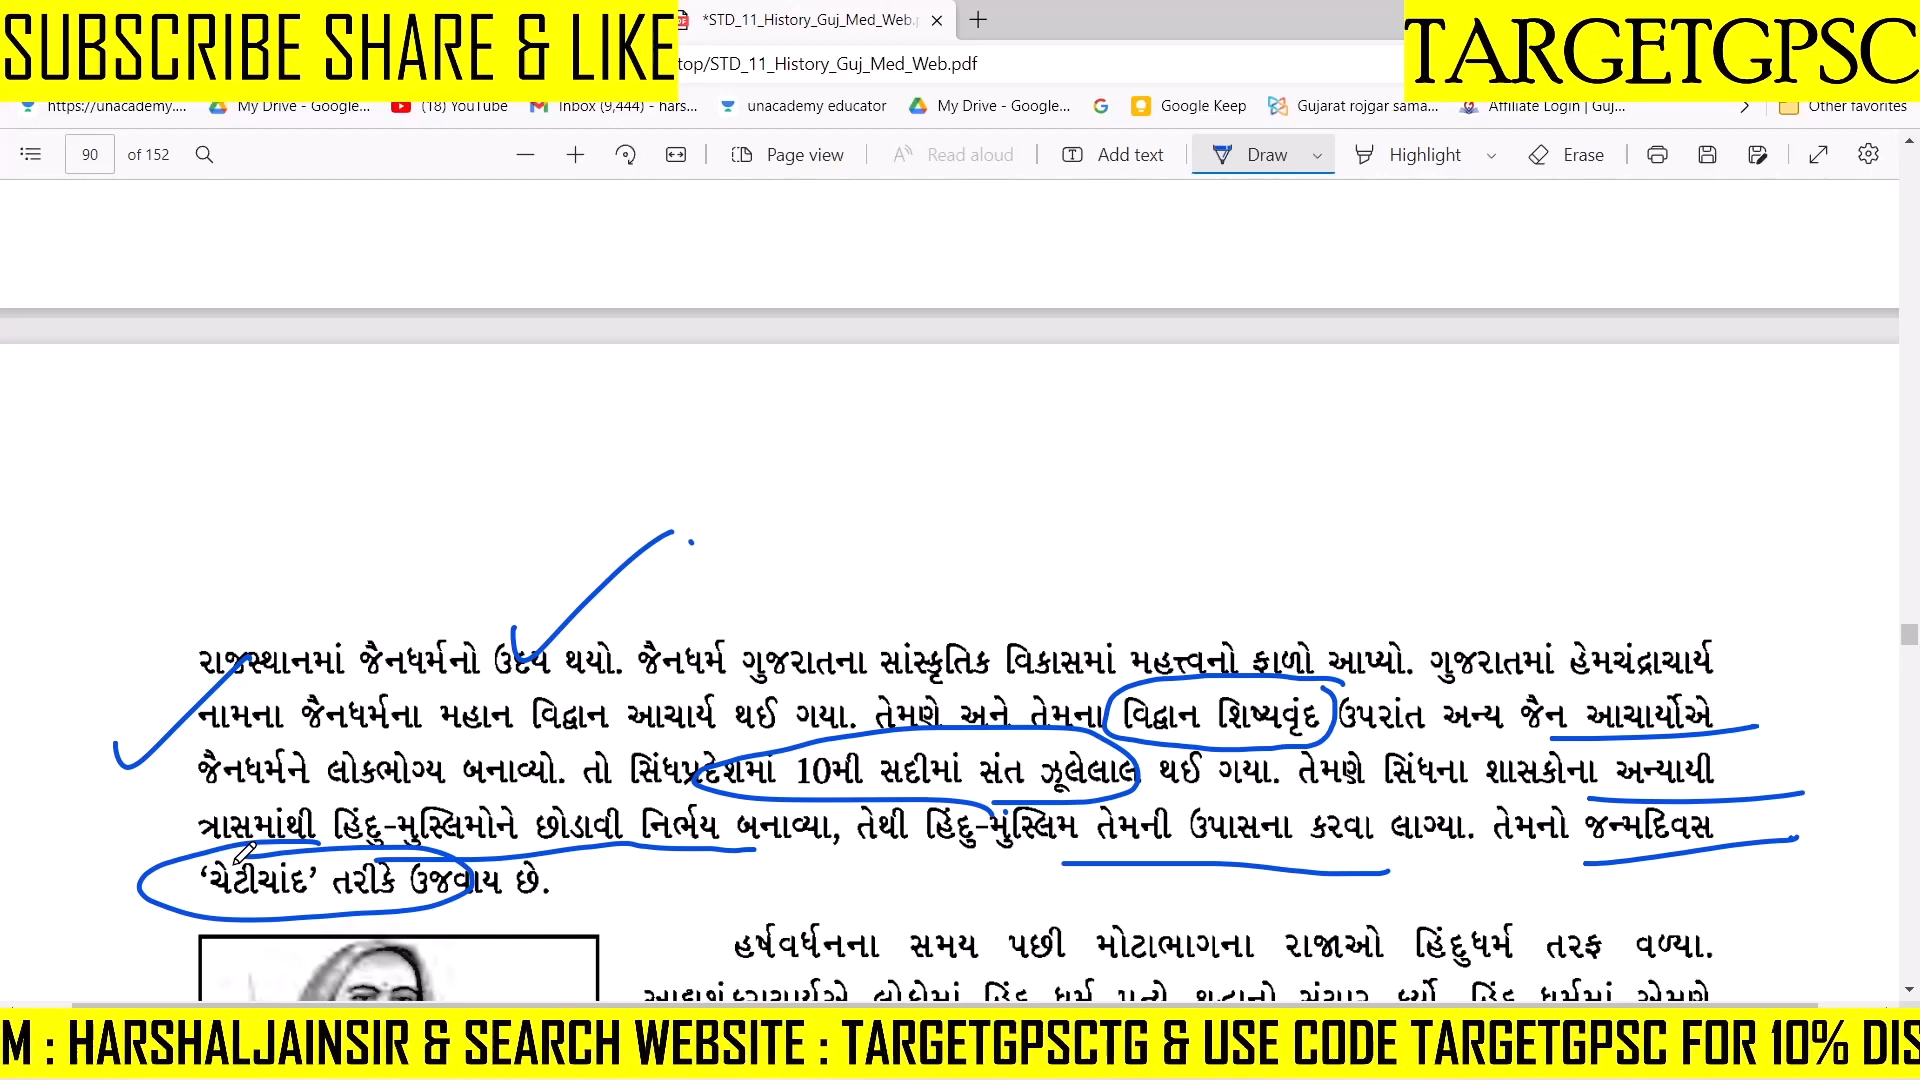 SUBSCRIBE SHARE & LIKE
*STD_11_History_Guj_Med_Web.p
TARGETGPSC
top/STD_11_History_Guj_Med_Web.pdf
https://unacademy.... My Drive - Google... (18) YouTube Inbox (9,444) - hars... unacademy educator My Drive - Google... Google Keep Gujarat rojgar sama... Affiliate Login | Guj... Other favorites
90 of 152 Page view Read aloud Add text Draw Highlight Erase
રાજસ્થાનમાં જૈનધર્મનો ઉદય થયો. જૈનધર્મ ગુજરાતના સાંસ્કૃતિક વિકાસમાં મહત્ત્વનો ફાળો આપ્યો. ગુજરાતમાં હેમચંદ્રાચાર્ય
નામના જૈનધર્મના મહાન વિદ્વાન આચાર્ય થઈ ગયા. તેમણે અને તેમના વિદ્વાન શિષ્યવૃંદ ઉપરાંત અન્ય જૈન આચાર્યોએ
જૈનધર્મને લોકભોગ્ય બનાવ્યો. તો સિંધપ્રદેશમાં 10મી સદીમાં સંત ઝૂલેલાલ થઈ ગયા. તેમણે સિંધના શાસકોના અન્યાયી
ત્રાસમાંથી હિંદુ-મુસ્લિમોને છોડાવી નિર્ભય બનાવ્યા, તેથી હિંદુ-મુસ્લિમ તેમની ઉપાસના કરવા લાગ્યા. તેમનો જન્મદિવસ
‘ચેટીચાંદ’ તરીકે ઉજવાય છે.
હર્ષવર્ધનના સમય પછી મોટાભાગના રાજાઓ હિંદુધર્મ તરફ વળ્યા.
M : HARSHALJAINSIR & SEARCH WEBSITE : TARGETGPSCTG & USE CODE TARGETGPSC FOR 10% DIS